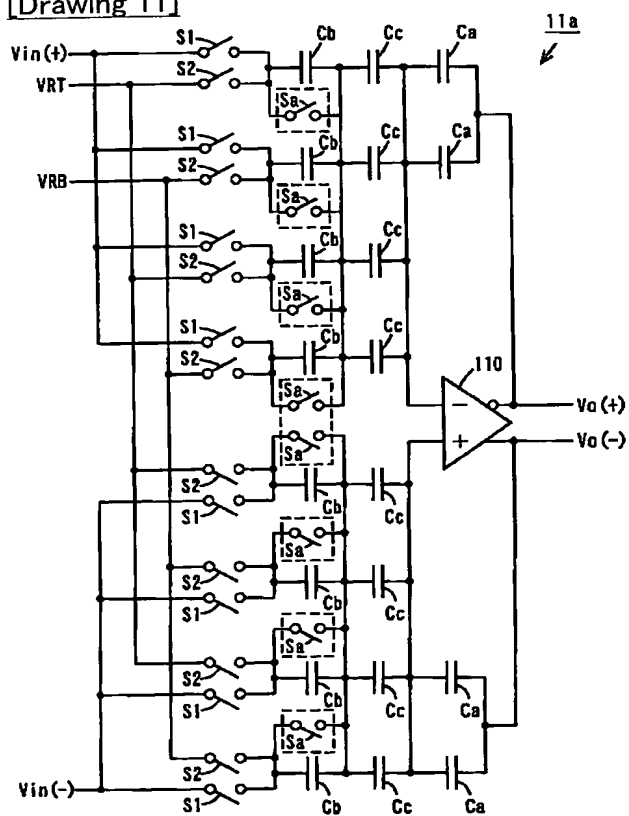 [Drawing 11]
11a
S1 Cb Cc Ca
Vin(+)
S2
VRT
Sa
S1 Cb Cc Ca
S2
VRB
Sa
S1 Cb Cc
S2
Sa
S1 Cb Cc
S2
Sa
110
−
Vo(+)
Sa
+
Vo(-)
S2
S1 Cb Cc
Sa
S2
S1 Cb Cc
Sa
S2
S1 Cb Cc Ca
Sa
S2
Vin(-)
S1 Cb Cc Ca